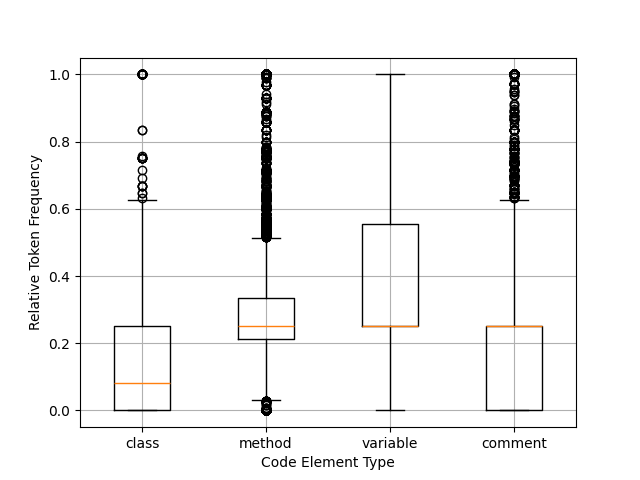 Relative Token Frequency
1.0
0.8
0.6
0.4
0.2
0.0
class method variable comment
Code Element Type